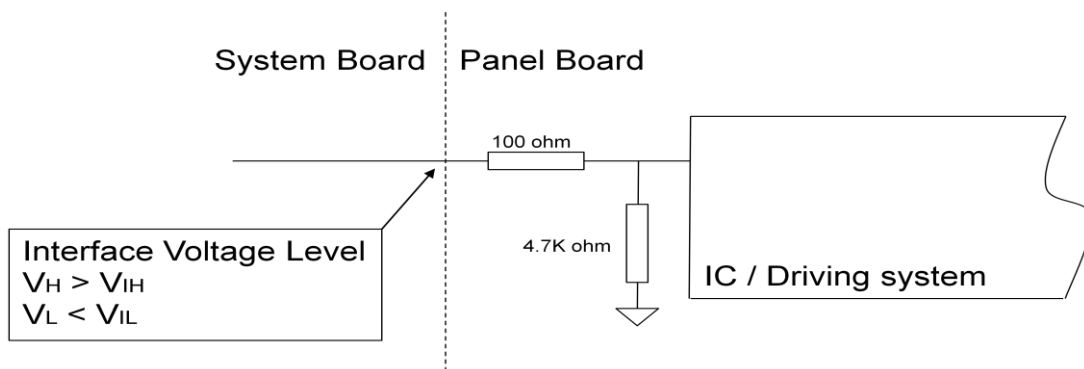 System Board
Panel Board
100 ohm
4.7K ohm
Interface Voltage Level
VH > VIH
VL < VIL
IC / Driving system